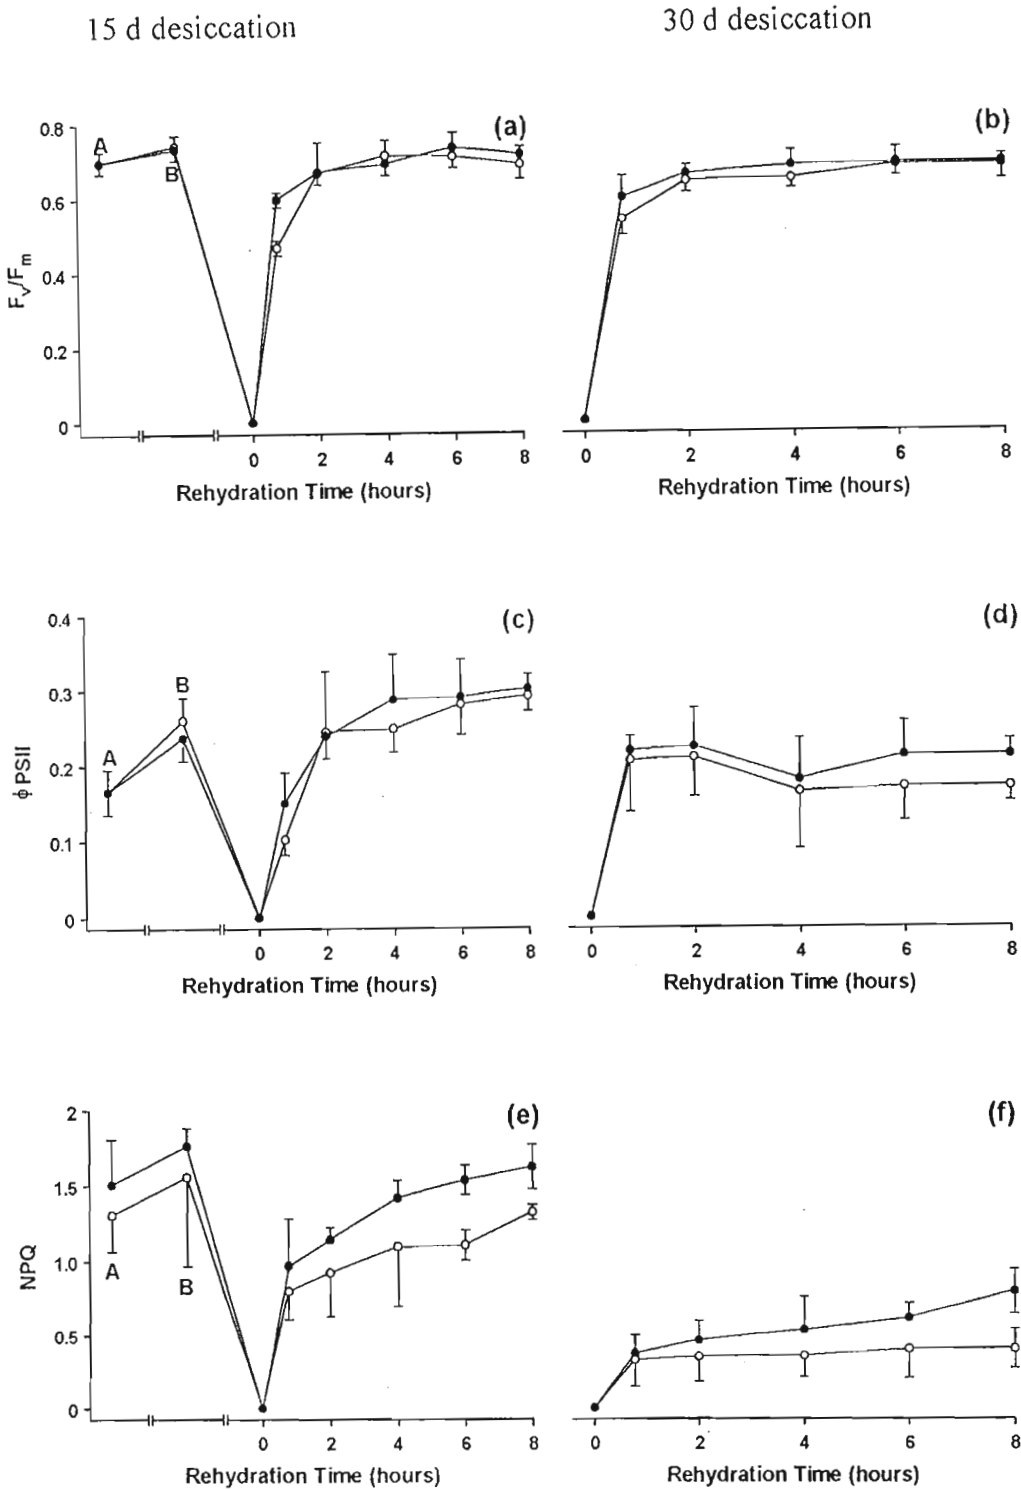 15 d desiccation
30 d desiccation
(a)
0.8
0.6
0.4
0.2
0
Fv/Fm
A
B
0 2 4 6 8
Rehydration Time (hours)
(b)
0 2 4 6 8
Rehydration Time (hours)
(c)
0.4
0.3
0.2
0.1
0
ϕ PSII
A
B
0 2 4 6 8
Rehydration Time (hours)
(d)
0 2 4 6 8
Rehydration Time (hours)
(e)
2
1.5
1.0
0.5
0
NPQ
A
B
0 2 4 6 8
Rehydration Time (hours)
(f)
0 2 4 6 8
Rehydration Time (hours)